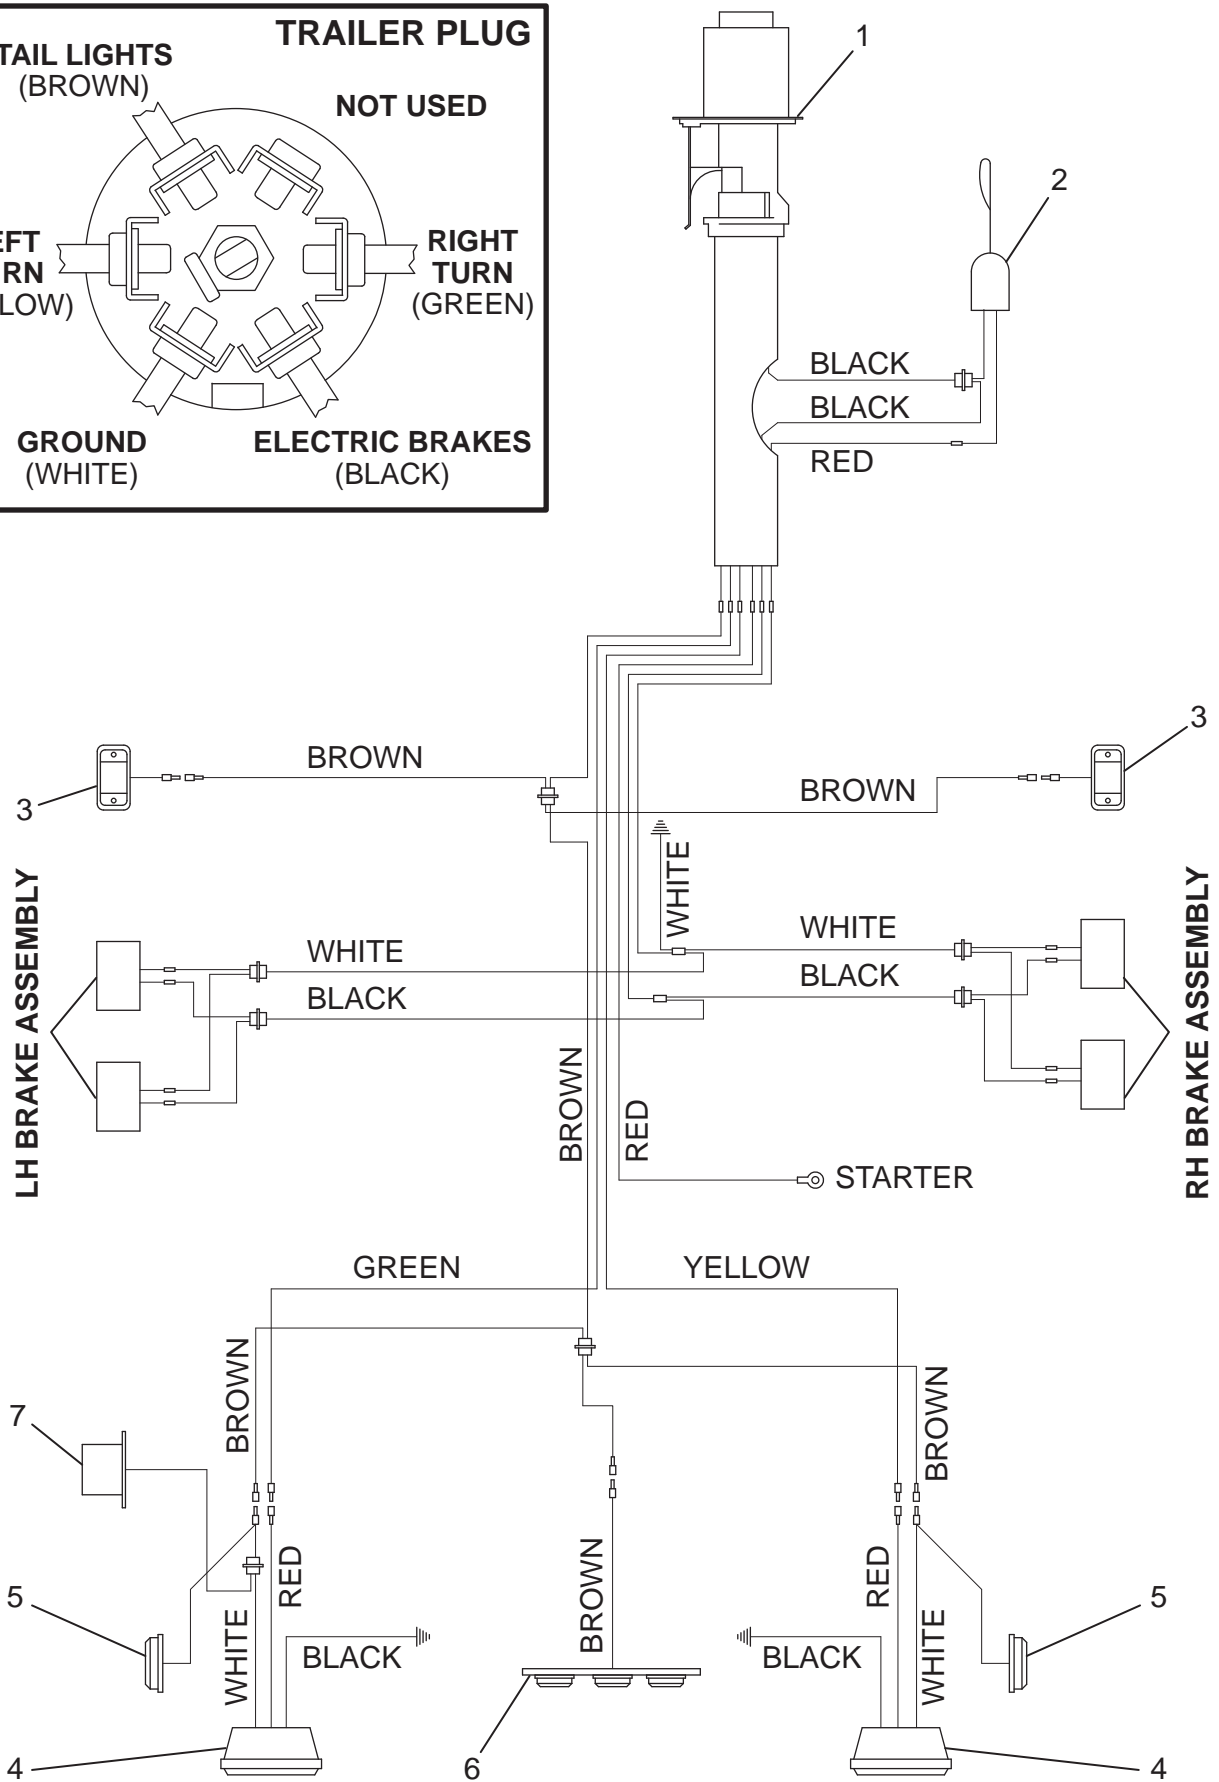 TRAILER PLUG
TAIL LIGHTS
(BROWN)
NOT USED
RIGHT
TURN
(GREEN)
GROUND
(WHITE)
ELECTRIC BRAKES
(BLACK)
1
2
BLACK
BLACK
RED
3
BROWN
3
BROWN
WHITE
LH BRAKE ASSEMBLY
WHITE
BLACK
WHITE
BLACK
RH BRAKE ASSEMBLY
BROWN
RED
STARTER
GREEN
YELLOW
BROWN
BROWN
7
RED
BROWN
RED
5
5
WHITE
BLACK
BLACK
WHITE
4
6
4